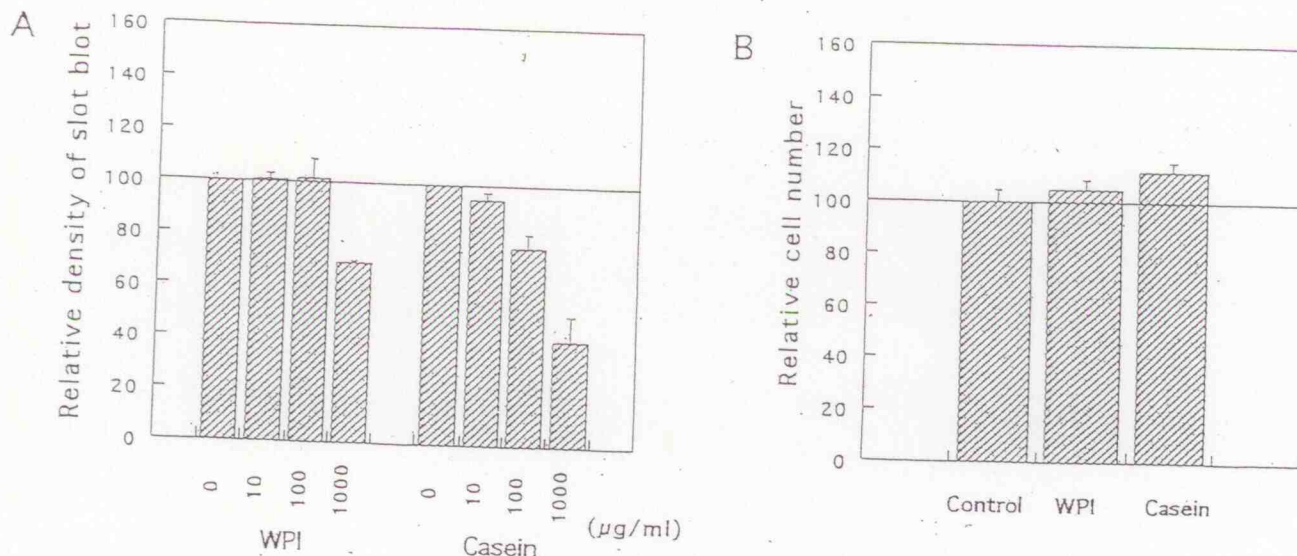 A
Relative density of slot blot
160
140
120
100
80
60
40
20
0
0 10 100 1000 0 10 100 1000
(µg/ml)
WPI Casein
B
Relative cell number
160
140
120
100
80
60
40
20
0
Control WPI Casein